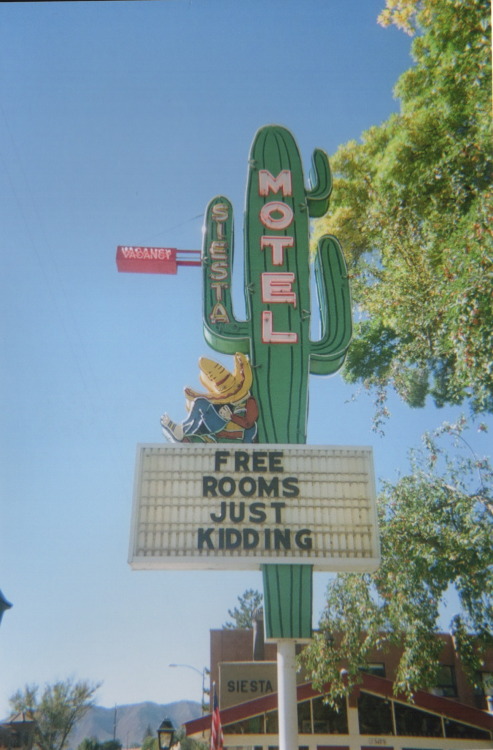 MOTEL
SIESTA
VACANCY
FREE
ROOMS
JUST
KIDDING
SIESTA